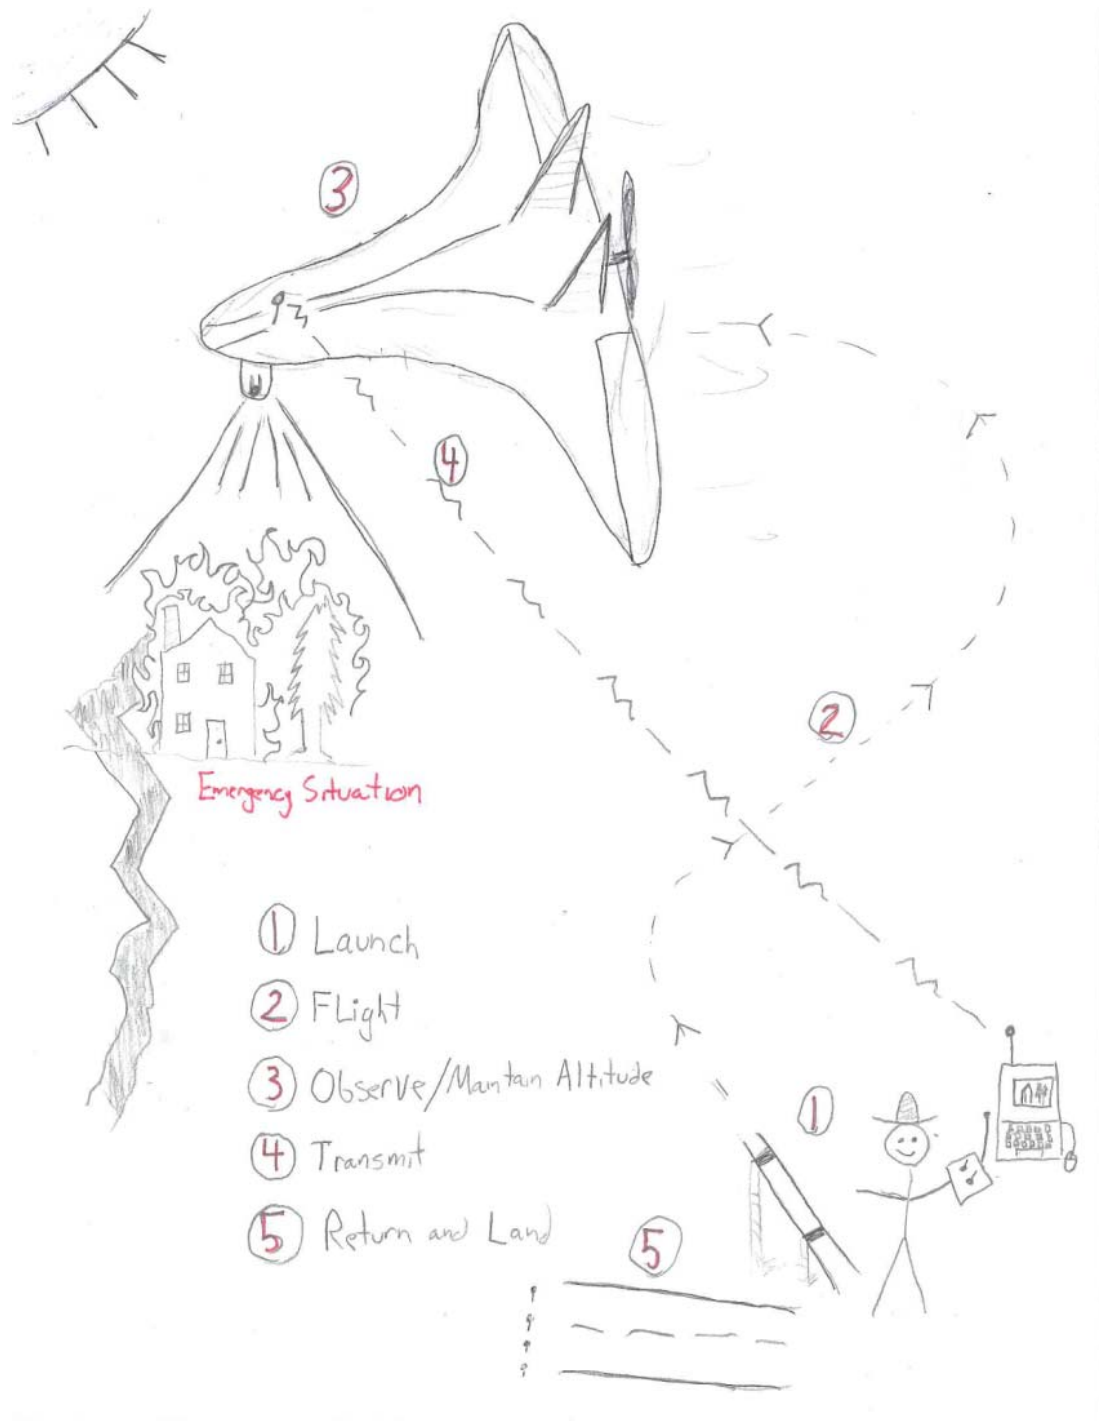 3
4
2
Emergency Situation
1 Launch
2 Flight
3 Observe/Maintain Altitude
4 Transmit
5 Return and Land
1
5